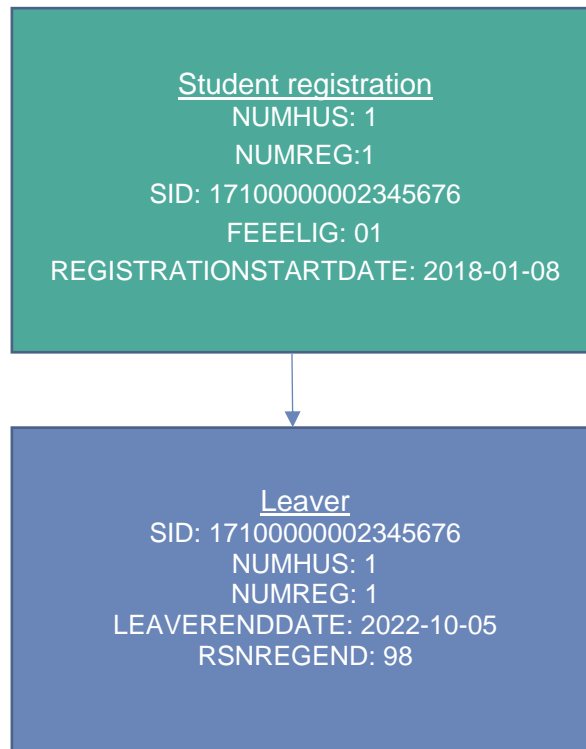 Student registration
NUMHUS: 1
NUMREG:1
SID: 17100000002345676
FEEELIG: 01
REGISTRATIONSTARTDATE: 2018-01-08
Leaver
SID: 17100000002345676
NUMHUS: 1
NUMREG: 1
LEAVERENDDATE: 2022-10-05
RSNREGEND: 98